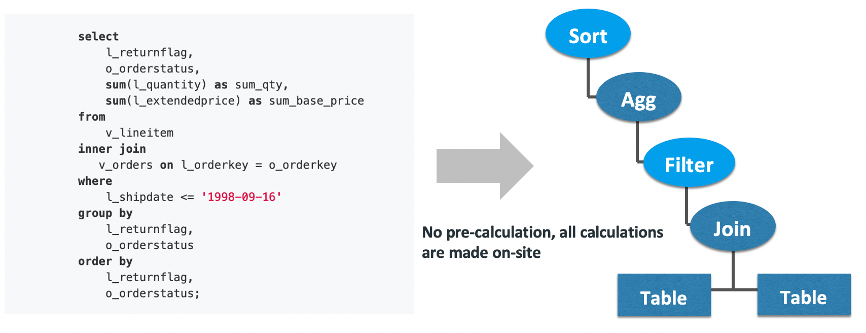 select
l_returnflag,
o_orderstatus,
sum(l_quantity) as sum_qty,
sum(l_extendedprice) as sum_base_price
from
v_lineitem
inner join
v_orders on l_orderkey = o_orderkey
where
l_shipdate <= '1998-09-16'
group by
l_returnflag,
o_orderstatus
order by
l_returnflag,
o_orderstatus;
No pre-calculation, all calculations
are made on-site
Sort
Agg
Filter
Join
Table
Table